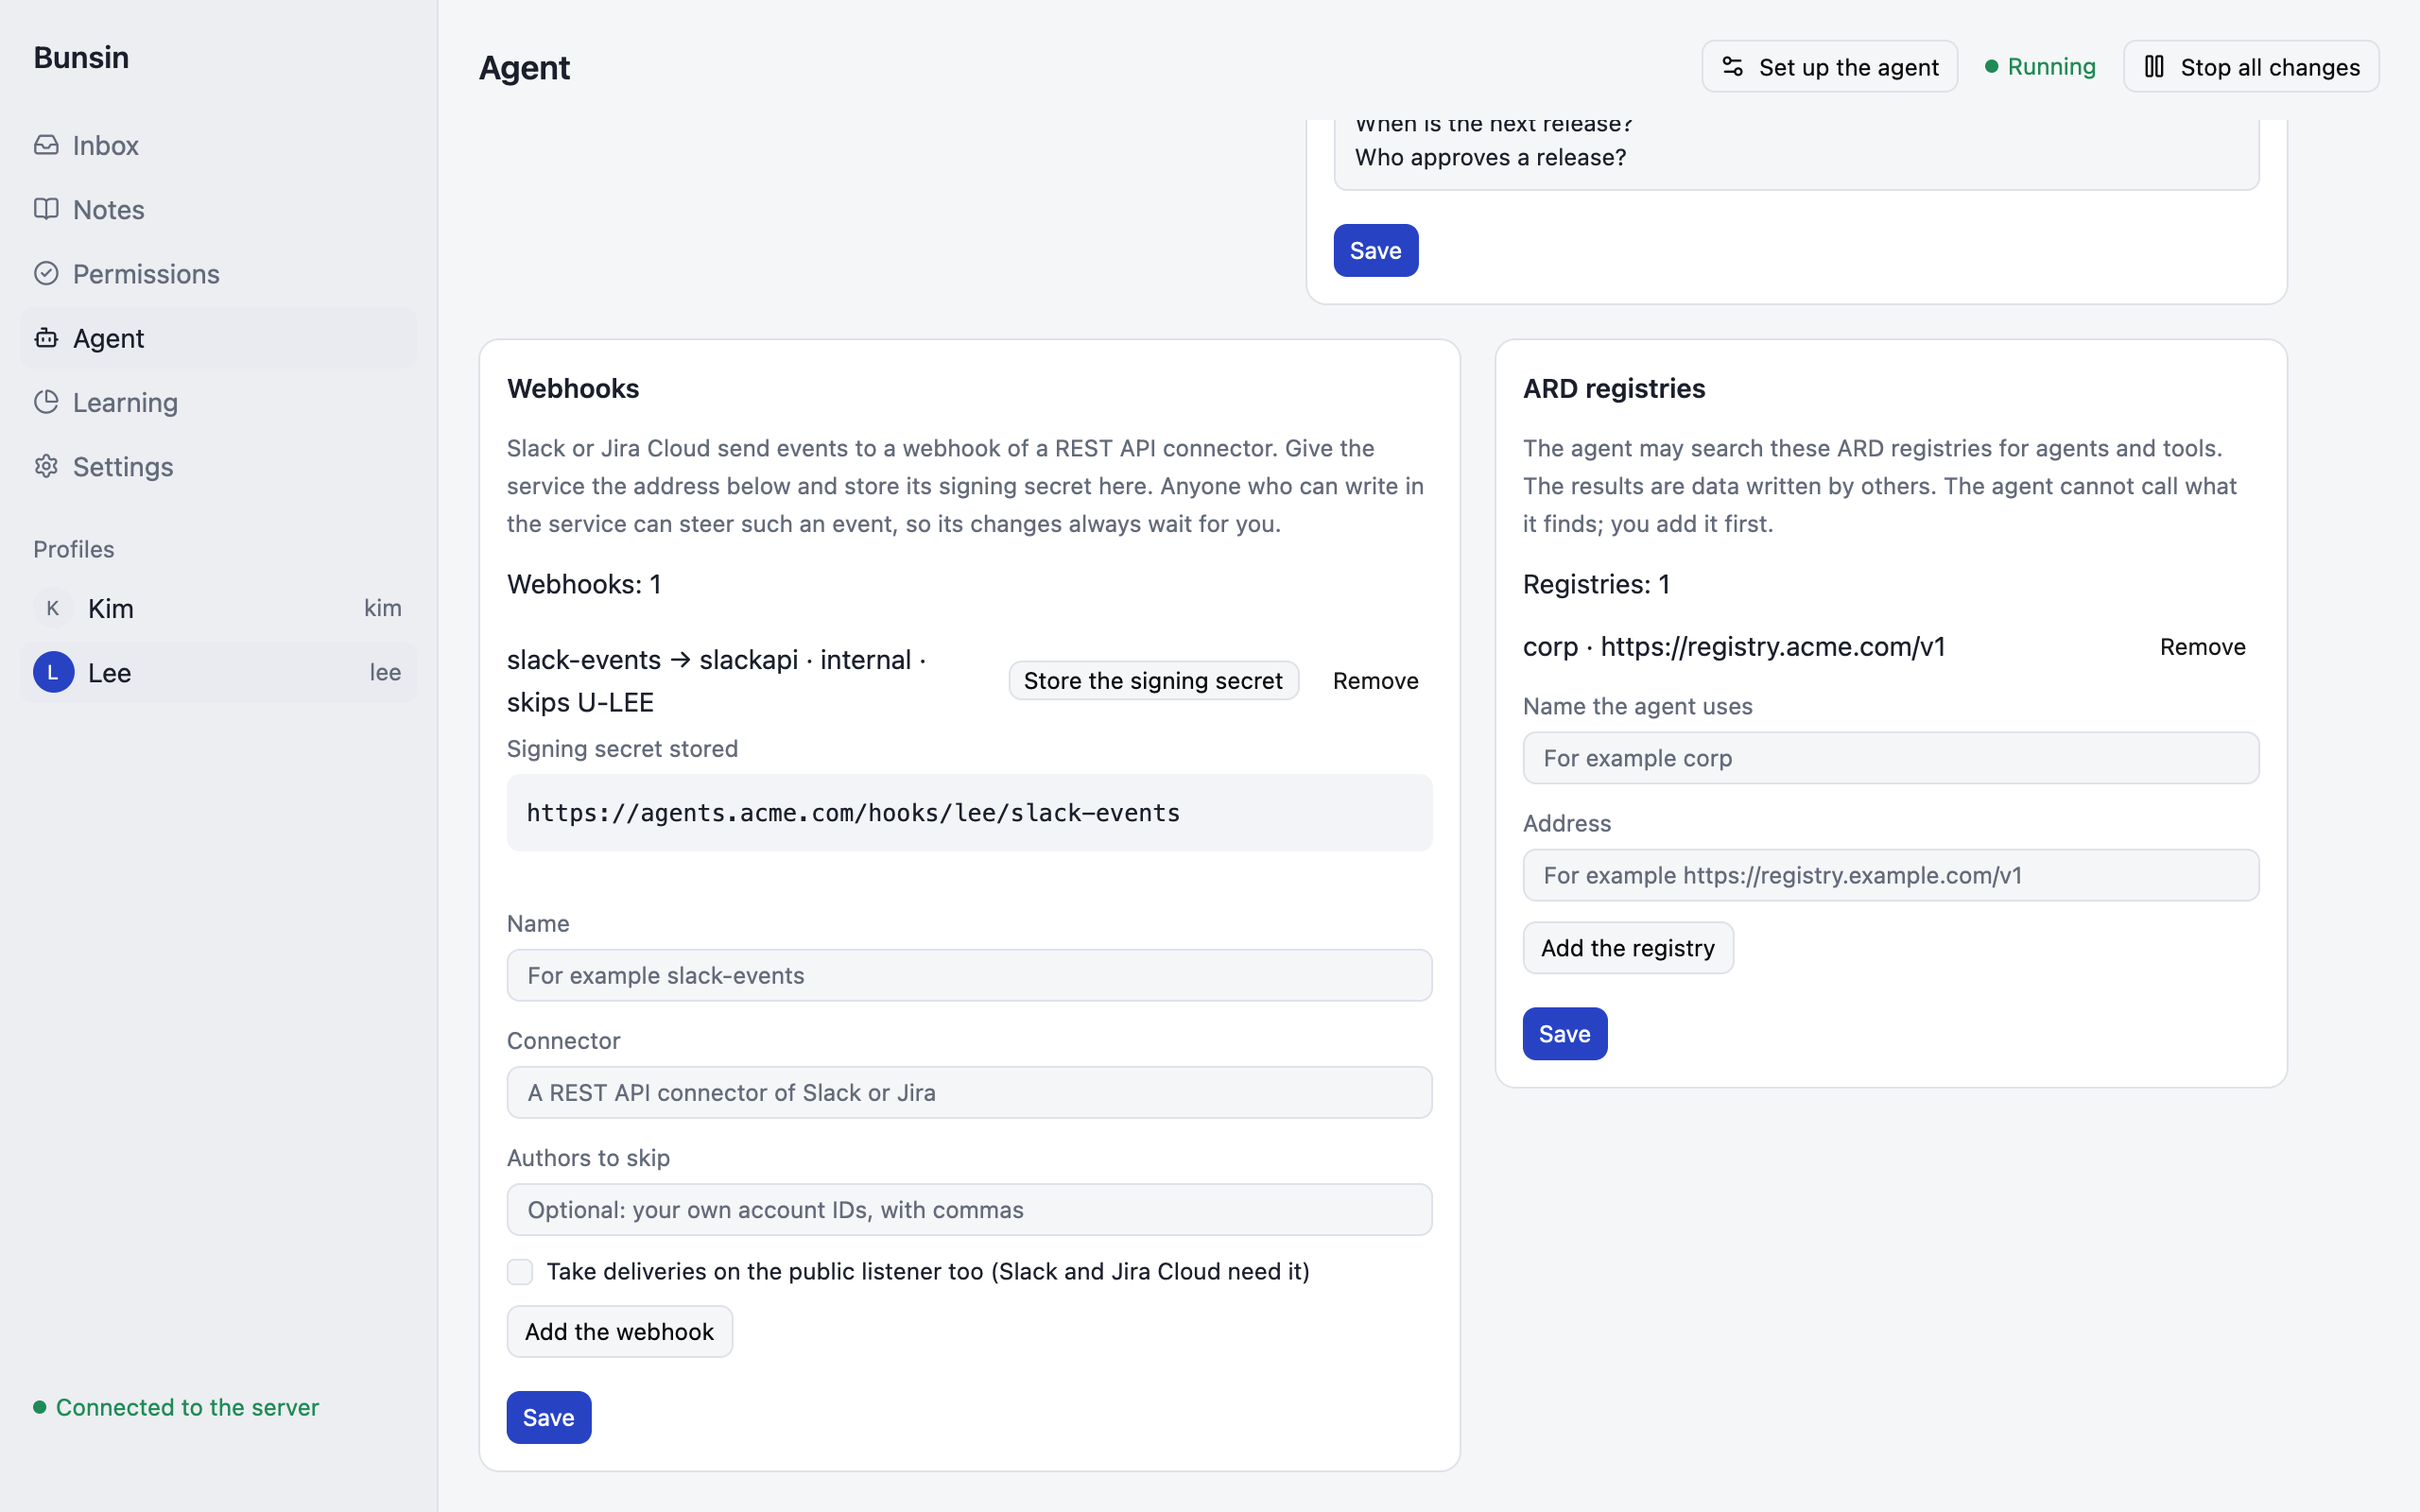 Bunsin
Inbox
Notes
Permissions
Agent
Learning
Settings
Profiles
K Kim kim
L Lee lee
Connected to the server
Agent
Set up the agent
Running
Stop all changes
When is the next release?
Who approves a release?
Save
Webhooks
Slack or Jira Cloud send events to a webhook of a REST API connector. Give the
service the address below and store its signing secret here. Anyone who can write in
the service can steer such an event, so its changes always wait for you.
Webhooks: 1
slack-events → slackapi · internal ·
skips U-LEE
Store the signing secret
Remove
Signing secret stored
https://agents.acme.com/hooks/lee/slack-events
Name
For example slack-events
Connector
A REST API connector of Slack or Jira
Authors to skip
Optional: your own account IDs, with commas
Take deliveries on the public listener too (Slack and Jira Cloud need it)
Add the webhook
Save
ARD registries
The agent may search these ARD registries for agents and tools.
The results are data written by others. The agent cannot call what
it finds; you add it first.
Registries: 1
corp · https://registry.acme.com/v1
Remove
Name the agent uses
For example corp
Address
For example https://registry.example.com/v1
Add the registry
Save